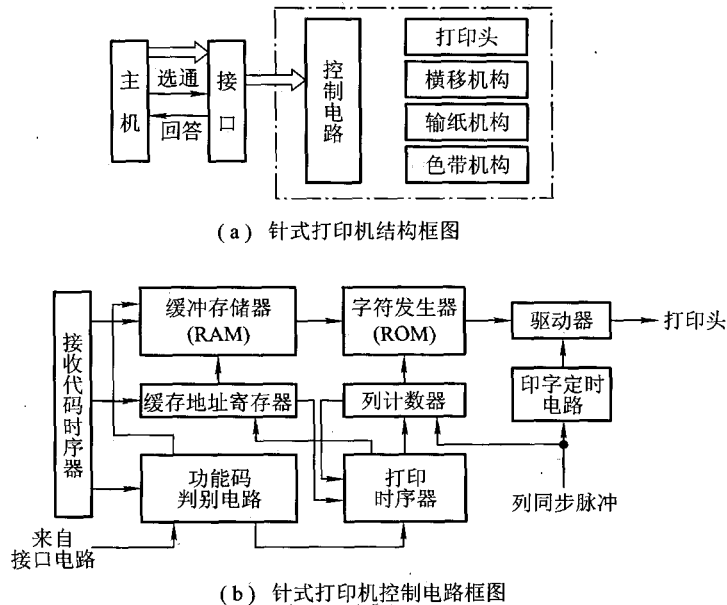 主机
选通
回答
接口
控制电路
打印头
横移机构
输纸机构
色带机构
(a) 针式打印机结构框图
接收代码时序器
缓冲存储器
(RAM)
字符发生器
(ROM)
驱动器
打印头
缓存地址寄存器
列计数器
印字定时
电路
功能码
判别电路
打印
时序器
列同步脉冲
来自
接口电路
(b) 针式打印机控制电路框图